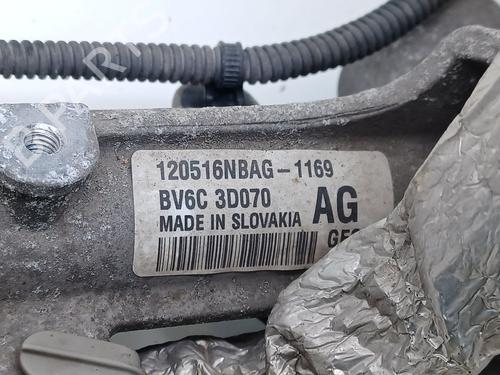 120516NBAG-1169
BV6C 3D070 AG
MADE IN SLOVAKIA